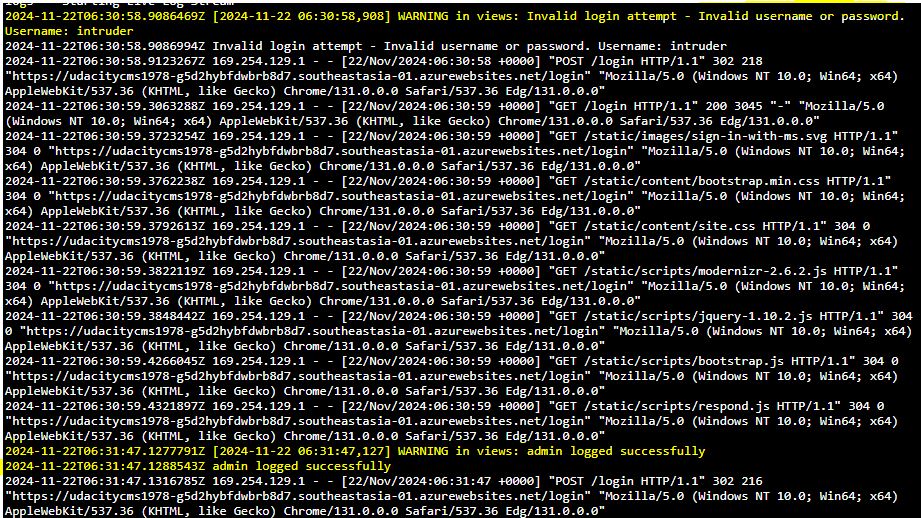 logs - Starting Live Log Stream
2024-11-22T06:30:58.9086469Z [2024-11-22 06:30:58,908] WARNING in views: Invalid login attempt - Invalid username or password.
Username: intruder
2024-11-22T06:30:58.9086994Z Invalid login attempt - Invalid username or password. Username: intruder
2024-11-22T06:30:58.9123267Z 169.254.129.1 - - [22/Nov/2024:06:30:58 +0000] "POST /login HTTP/1.1" 302 218
"https://udacitycms1978-g5d2hybfdwbrb8d7.southeastasia-01.azurewebsites.net/login" "Mozilla/5.0 (Windows NT 10.0; Win64; x64)
AppleWebKit/537.36 (KHTML, like Gecko) Chrome/131.0.0.0 Safari/537.36 Edg/131.0.0.0"
2024-11-22T06:30:59.3063288Z 169.254.129.1 - - [22/Nov/2024:06:30:59 +0000] "GET /login HTTP/1.1" 200 3045 "-" "Mozilla/5.0
(Windows NT 10.0; Win64; x64) AppleWebKit/537.36 (KHTML, like Gecko) Chrome/131.0.0.0 Safari/537.36 Edg/131.0.0.0"
2024-11-22T06:30:59.3723254Z 169.254.129.1 - - [22/Nov/2024:06:30:59 +0000] "GET /static/images/sign-in-with-ms.svg HTTP/1.1"
304 0 "https://udacitycms1978-g5d2hybfdwbrb8d7.southeastasia-01.azurewebsites.net/login" "Mozilla/5.0 (Windows NT 10.0; Win64;
x64) AppleWebKit/537.36 (KHTML, like Gecko) Chrome/131.0.0.0 Safari/537.36 Edg/131.0.0.0"
2024-11-22T06:30:59.3762238Z 169.254.129.1 - - [22/Nov/2024:06:30:59 +0000] "GET /static/content/bootstrap.min.css HTTP/1.1"
304 0 "https://udacitycms1978-g5d2hybfdwbrb8d7.southeastasia-01.azurewebsites.net/login" "Mozilla/5.0 (Windows NT 10.0; Win64;
x64) AppleWebKit/537.36 (KHTML, like Gecko) Chrome/131.0.0.0 Safari/537.36 Edg/131.0.0.0"
2024-11-22T06:30:59.3792613Z 169.254.129.1 - - [22/Nov/2024:06:30:59 +0000] "GET /static/content/site.css HTTP/1.1" 304 0
"https://udacitycms1978-g5d2hybfdwbrb8d7.southeastasia-01.azurewebsites.net/login" "Mozilla/5.0 (Windows NT 10.0; Win64; x64)
AppleWebKit/537.36 (KHTML, like Gecko) Chrome/131.0.0.0 Safari/537.36 Edg/131.0.0.0"
2024-11-22T06:30:59.3822119Z 169.254.129.1 - - [22/Nov/2024:06:30:59 +0000] "GET /static/scripts/modernizr-2.6.2.js HTTP/1.1"
304 0 "https://udacitycms1978-g5d2hybfdwbrb8d7.southeastasia-01.azurewebsites.net/login" "Mozilla/5.0 (Windows NT 10.0; Win64;
x64) AppleWebKit/537.36 (KHTML, like Gecko) Chrome/131.0.0.0 Safari/537.36 Edg/131.0.0.0"
2024-11-22T06:30:59.3848442Z 169.254.129.1 - - [22/Nov/2024:06:30:59 +0000] "GET /static/scripts/jquery-1.10.2.js HTTP/1.1" 304
0 "https://udacitycms1978-g5d2hybfdwbrb8d7.southeastasia-01.azurewebsites.net/login" "Mozilla/5.0 (Windows NT 10.0; Win64; x64)
AppleWebKit/537.36 (KHTML, like Gecko) Chrome/131.0.0.0 Safari/537.36 Edg/131.0.0.0"
2024-11-22T06:30:59.4266045Z 169.254.129.1 - - [22/Nov/2024:06:30:59 +0000] "GET /static/scripts/bootstrap.js HTTP/1.1" 304 0
"https://udacitycms1978-g5d2hybfdwbrb8d7.southeastasia-01.azurewebsites.net/login" "Mozilla/5.0 (Windows NT 10.0; Win64; x64)
AppleWebKit/537.36 (KHTML, like Gecko) Chrome/131.0.0.0 Safari/537.36 Edg/131.0.0.0"
2024-11-22T06:30:59.4321897Z 169.254.129.1 - - [22/Nov/2024:06:30:59 +0000] "GET /static/scripts/respond.js HTTP/1.1" 304 0
"https://udacitycms1978-g5d2hybfdwbrb8d7.southeastasia-01.azurewebsites.net/login" "Mozilla/5.0 (Windows NT 10.0; Win64; x64)
AppleWebKit/537.36 (KHTML, like Gecko) Chrome/131.0.0.0 Safari/537.36 Edg/131.0.0.0"
2024-11-22T06:31:47.1277791Z [2024-11-22 06:31:47,127] WARNING in views: admin logged successfully
2024-11-22T06:31:47.1288543Z admin logged successfully
2024-11-22T06:31:47.1316785Z 169.254.129.1 - - [22/Nov/2024:06:31:47 +0000] "POST /login HTTP/1.1" 302 216
"https://udacitycms1978-g5d2hybfdwbrb8d7.southeastasia-01.azurewebsites.net/login" "Mozilla/5.0 (Windows NT 10.0; Win64; x64)
AppleWebKit/537.36 (KHTML, like Gecko) Chrome/131.0.0.0 Safari/537.36 Edg/131.0.0.0"